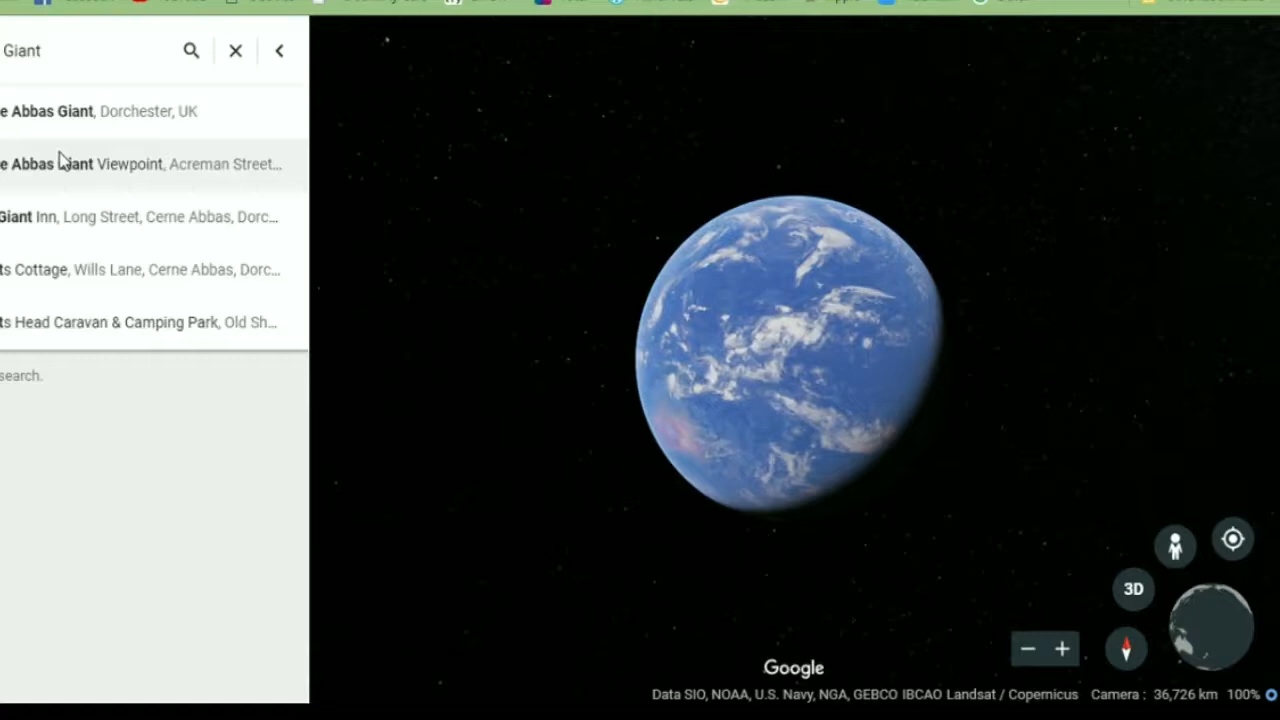 Giant
e Abbas Giant, Dorchester, UK
e Abbas Giant Viewpoint, Acreman Street...
Giant Inn, Long Street, Cerne Abbas, Dorc...
ts Cottage, Wills Lane, Cerne Abbas, Dorc...
ts Head Caravan & Camping Park, Old Sh...
search.
3D
Google
Data SIO, NOAA, U.S. Navy, NGA, GEBCO IBCAO Landsat / Copernicus Camera : 36,726 km 100%